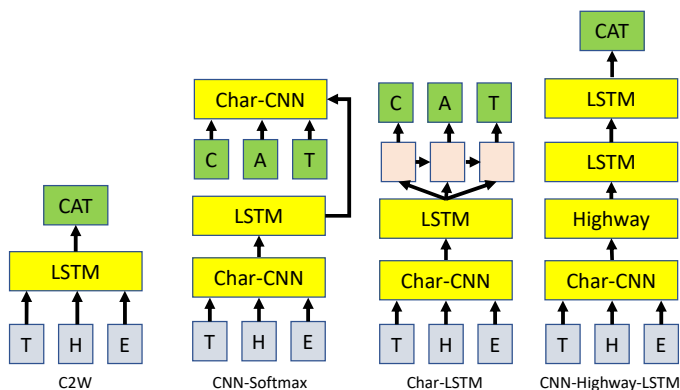 CAT
LSTM
T H E
C2W
Char-CNN
C A T
LSTM
Char-CNN
T H E
CNN-Softmax
C A T
LSTM
Char-CNN
T H E
Char-LSTM
CAT
LSTM
LSTM
Highway
Char-CNN
T H E
CNN-Highway-LSTM